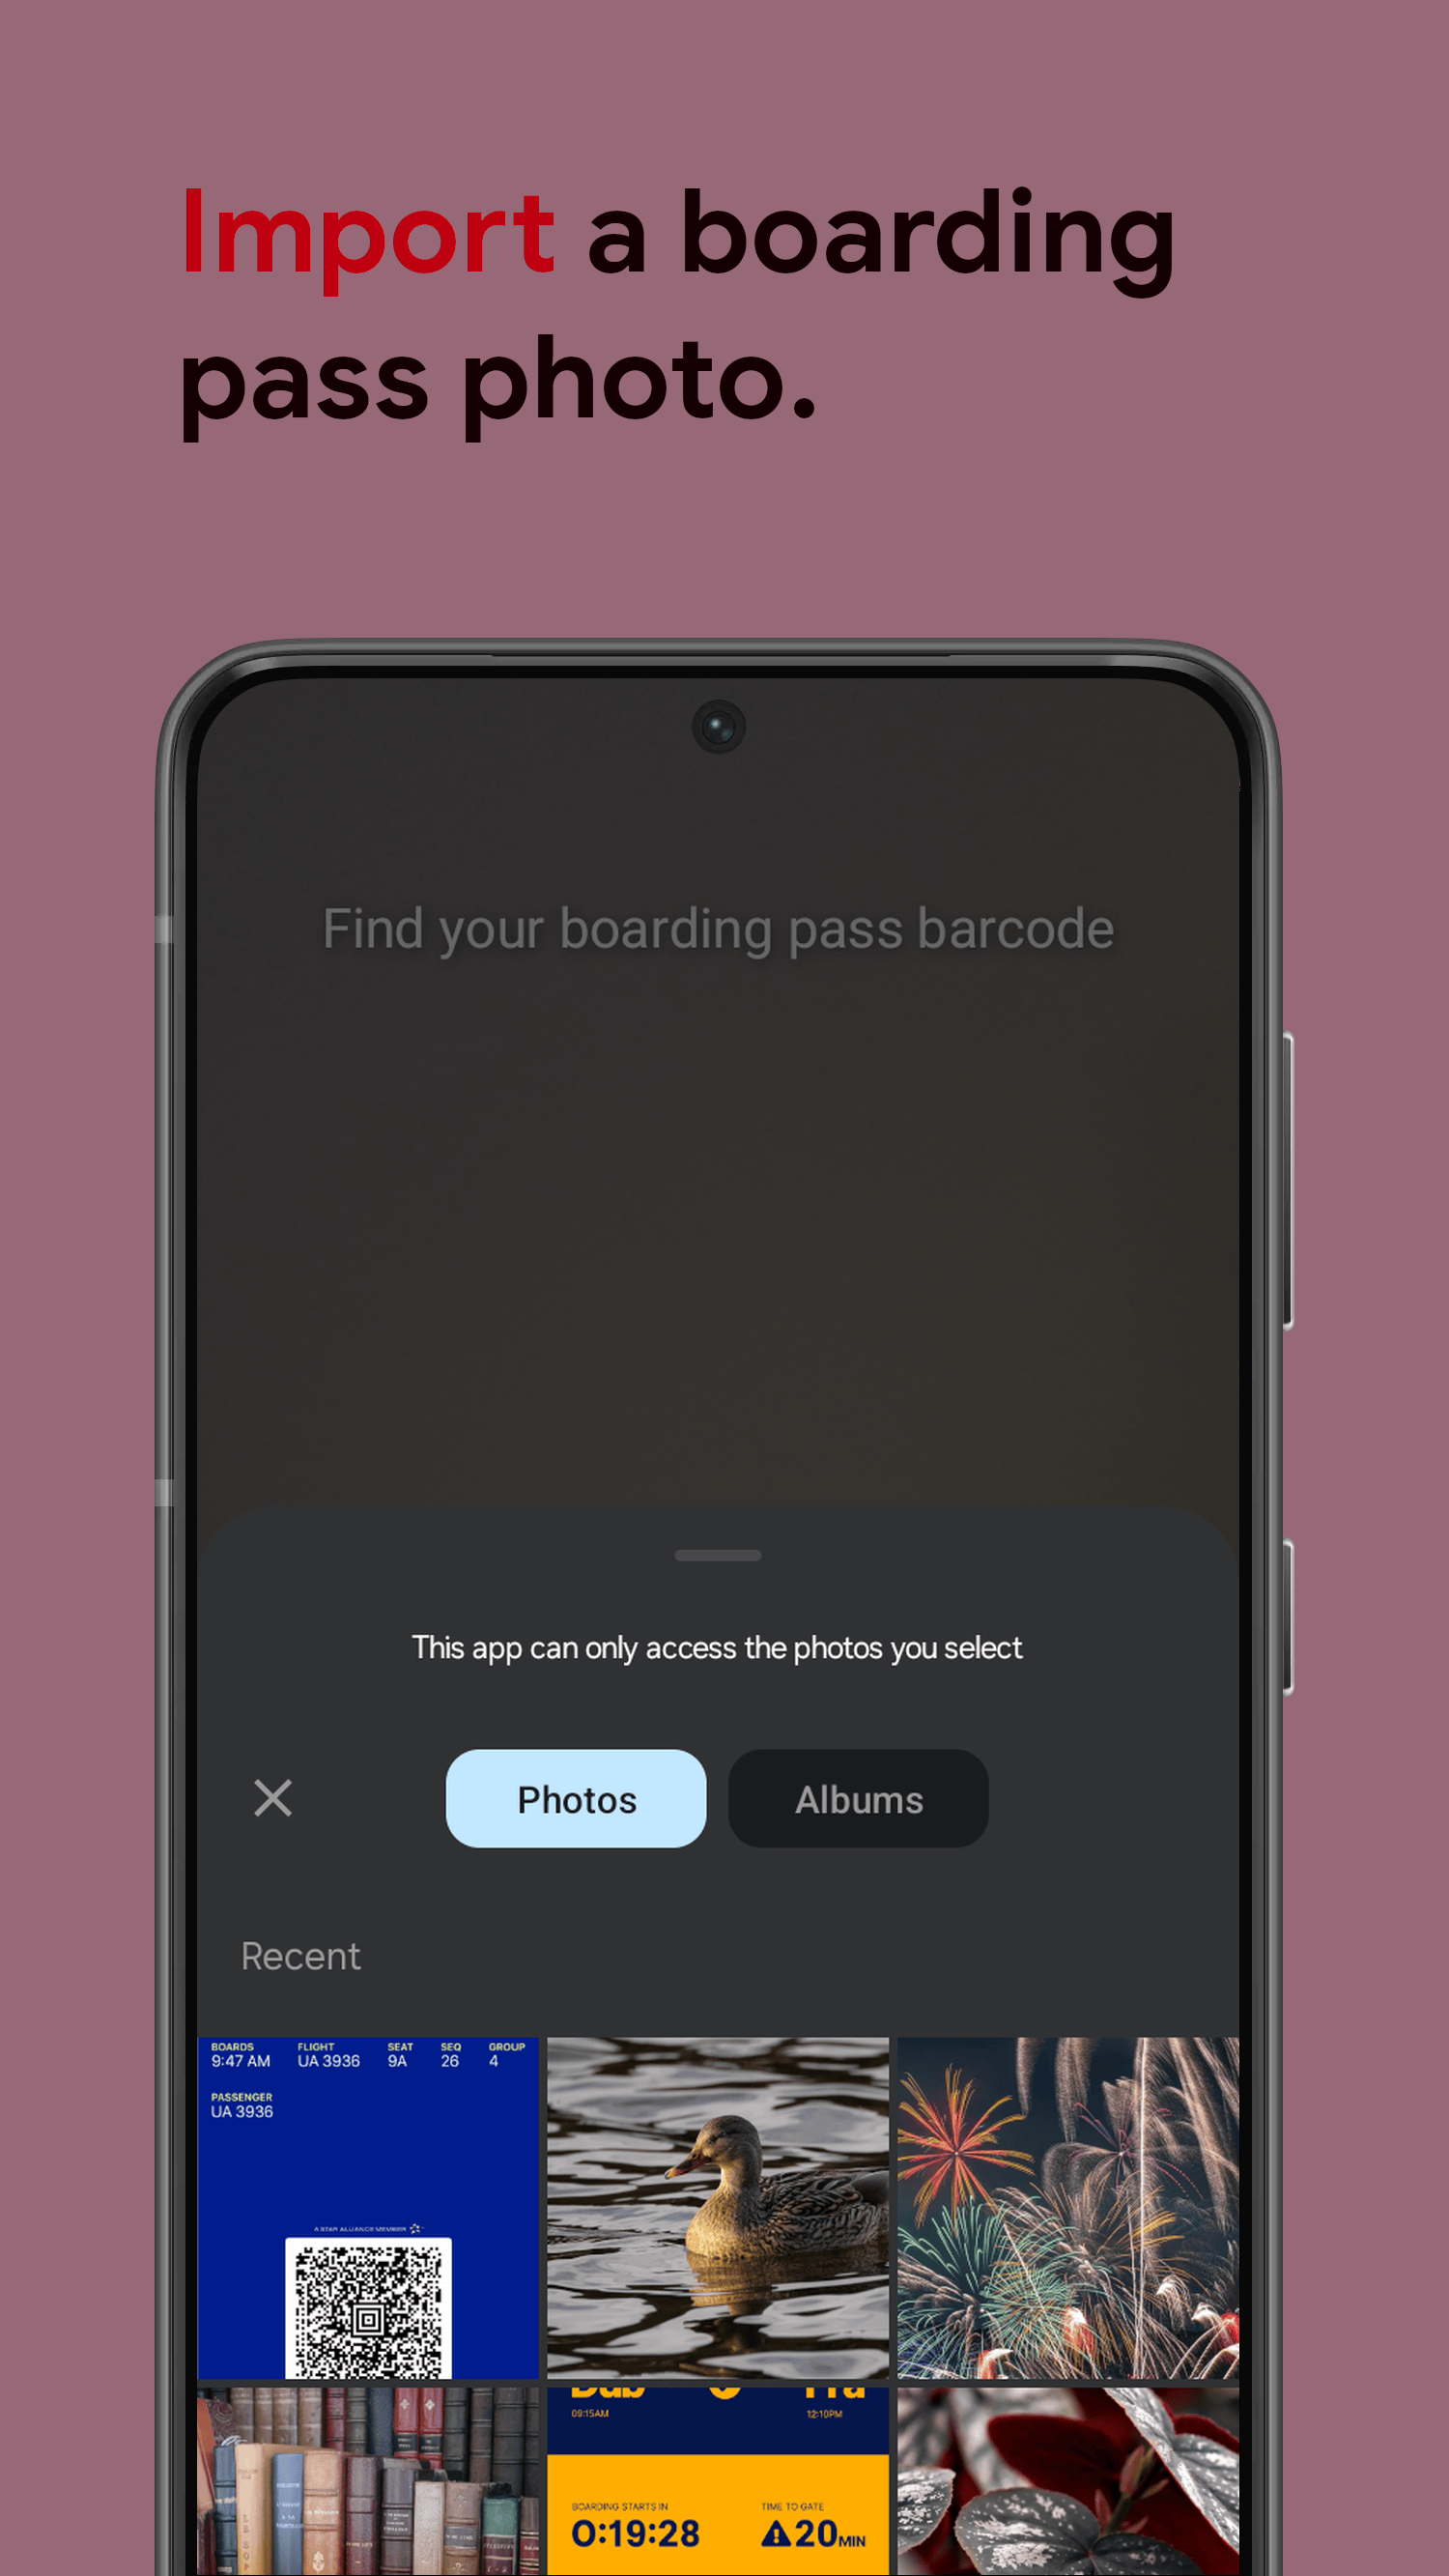 Import a boarding
pass photo.
Find your boarding pass barcode
This app can only access the photos you select
Photos
Albums
Recent
BOARDS FLIGHT SEAT SEQ GROUP
9:47 AM UA 3936 9A 26 4
PASSENGER
UA 3936
A STAR ALLIANCE MEMBER
Dub Fra
09:15AM 12:10PM
BOARDING STARTS IN TIME TO GATE
0:19:28 20MIN